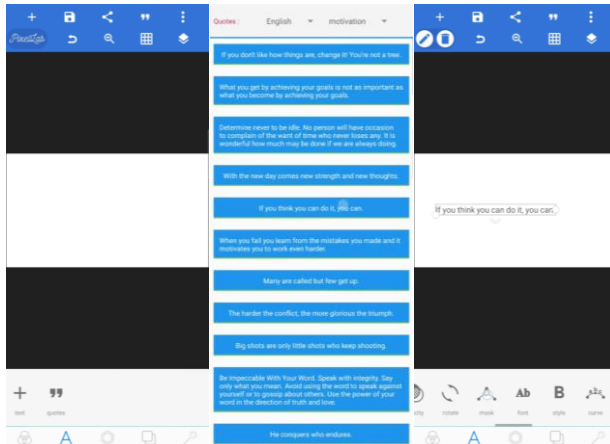 PixelLab
text
quotes
Quotes :
English
motivation
If you don't like how things are, change it! You're not a tree.
What you get by achieving your goals is not as important as
what you become by achieving your goals.
Determine never to be idle. No person will have occasion
to complain of the want of time who never loses any. It is
wonderful how much may be done if we are always doing.
With the new day comes new strength and new thoughts.
If you think you can do it, you can.
When you fail you learn from the mistakes you made and it
motivates you to work even harder.
Many are called but few get up.
The harder the conflict, the more glorious the triumph.
Big shots are only little shots who keep shooting.
Be Impeccable With Your Word. Speak with integrity. Say
only what you mean. Avoid using the word to speak against
yourself or to gossip about others. Use the power of your
word in the direction of truth and love.
He conquers who endures.
If you think you can do it, you can.
rotate
mask
Ab
font
B
style
curve
A
A